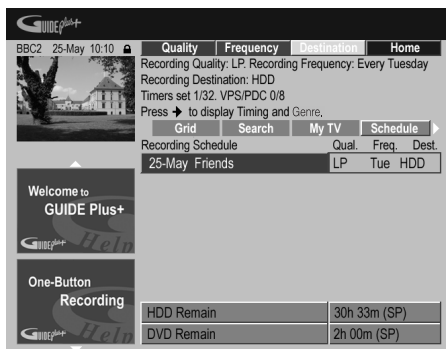 GUIDE Plus+
BBC2 25-May 10:10
Quality Frequency Destination Home
Recording Quality: LP. Recording Frequency: Every Tuesday
Recording Destination: HDD
Timers set 1/32. VPS/PDC 0/8
Press → to display Timing and Genre.
Grid Search My TV Schedule
Recording Schedule Qual. Freq. Dest.
25-May Friends LP Tue HDD
Welcome to
GUIDE Plus+
GUIDE Plus+ Help
One-Button
Recording
GUIDE Plus+ Help
HDD Remain 30h 33m (SP)
DVD Remain 2h 00m (SP)